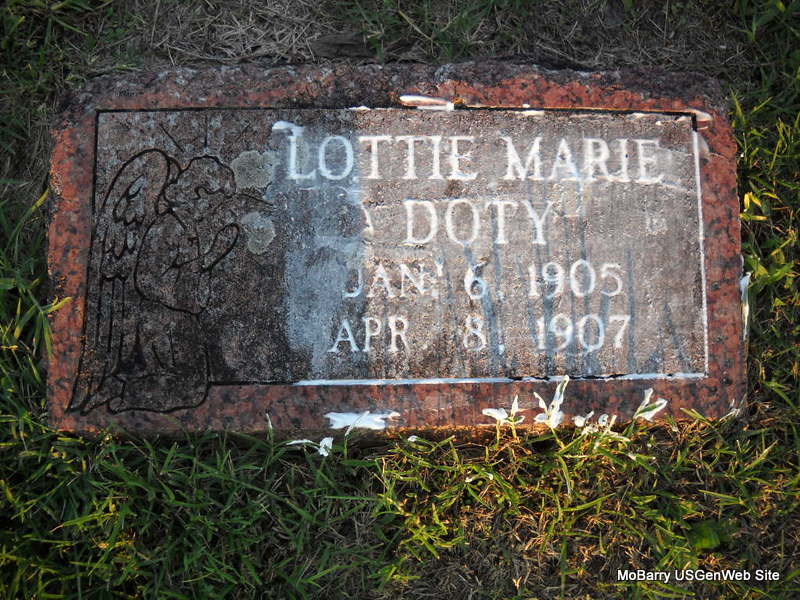 LOTTIE MARIE
DOTY
JAN. 6, 1905
APR. 8, 1907
MoBarry USGenWeb Site